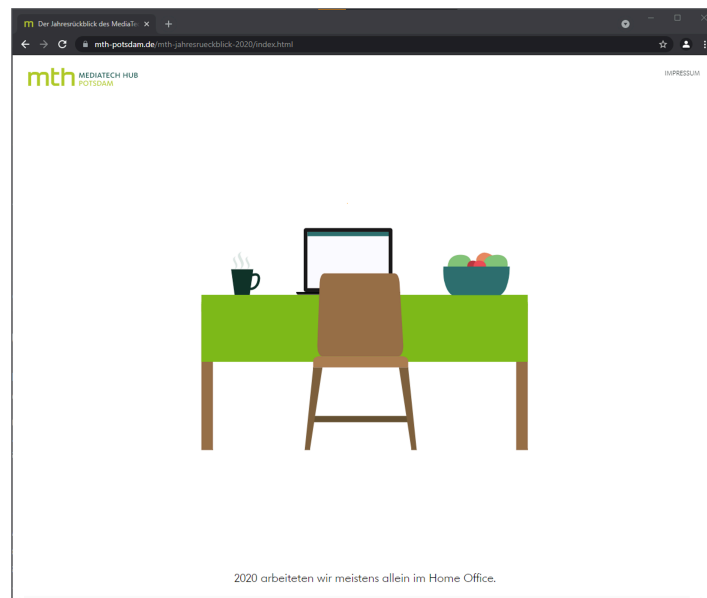 m Der Jahresrückblick des MediaTe
mth-potsdam.de/mth-jahresrueckblick-2020/index.html
mth MEDIATECH HUB
POTSDAM
IMPRESSUM
2020 arbeiteten wir meistens allein im Home Office.